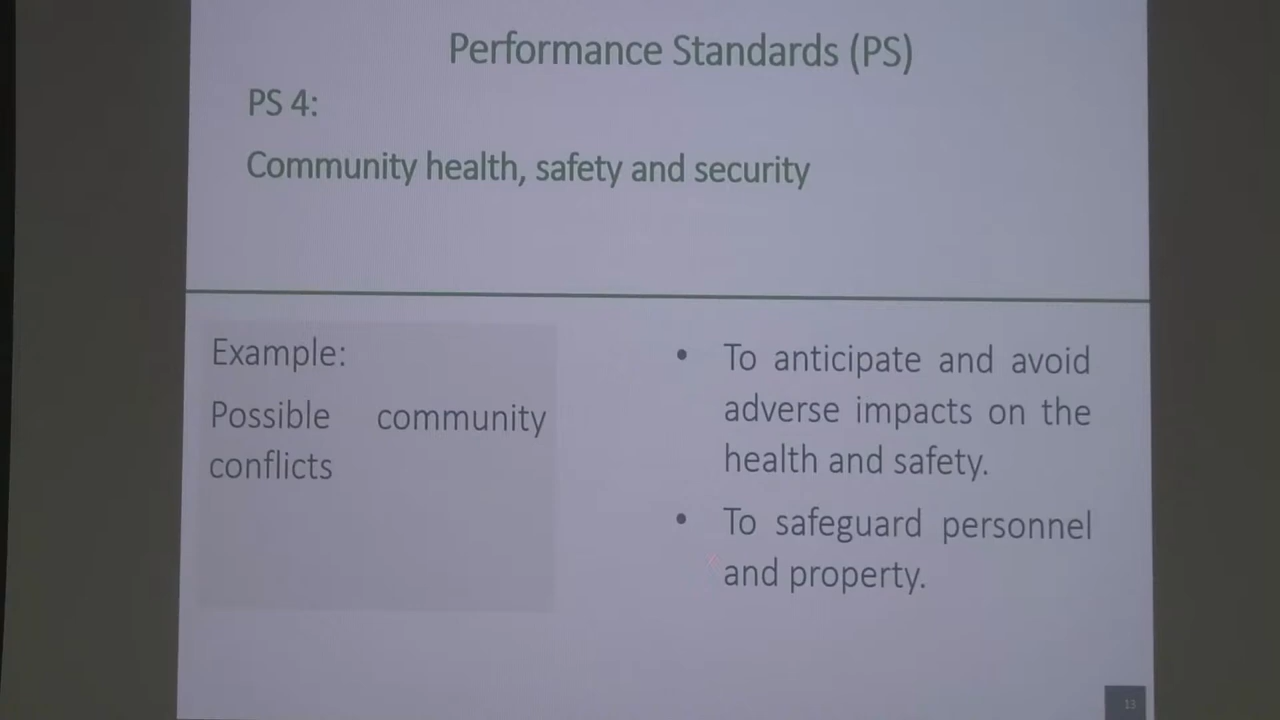 Performance Standards (PS)
PS 4:
Community health, safety and security
Example:
Possible community
conflicts
• To anticipate and avoid
adverse impacts on the
health and safety.
• To safeguard personnel
and property.
13